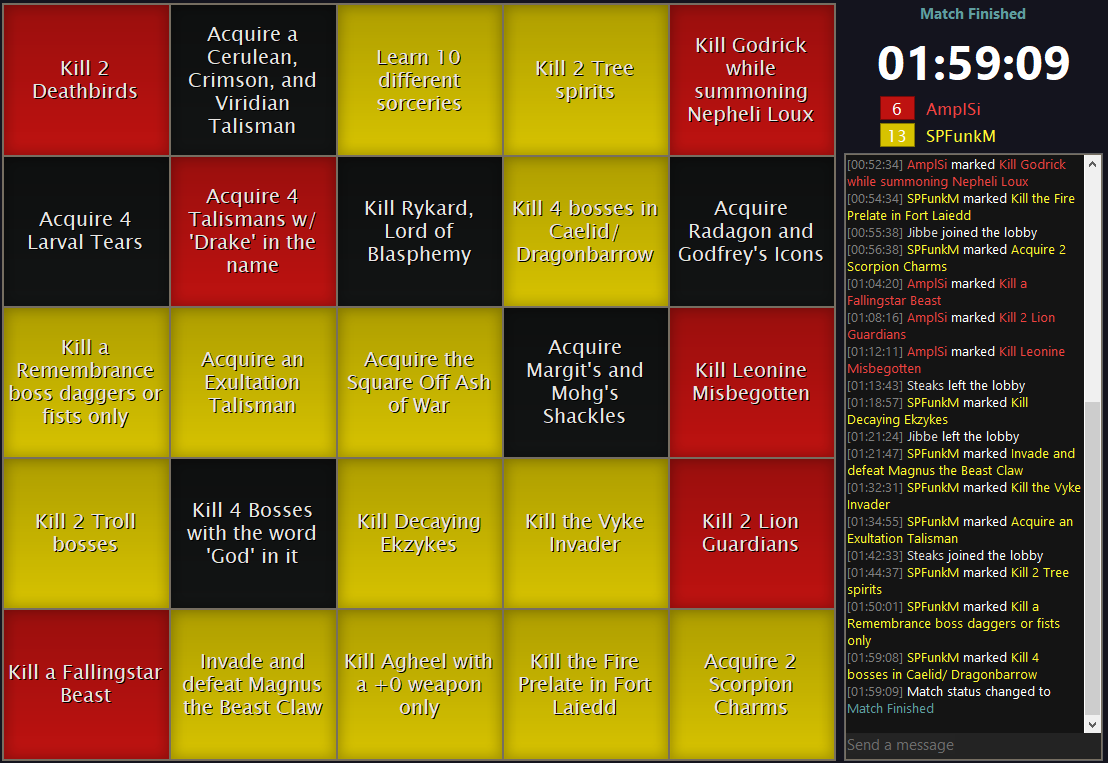 Kill 2
Deathbirds
Acquire a
Cerulean,
Crimson, and
Viridian
Talisman
Learn 10
different
sorceries
Kill 2 Tree
spirits
Kill Godrick
while
summoning
Nepheli Loux
Acquire 4
Larval Tears
Acquire 4
Talismans w/
'Drake' in the
name
Kill Rykard,
Lord of
Blasphemy
Kill 4 bosses in
Caelid/
Dragonbarrow
Acquire
Radagon and
Godfrey's Icons
Kill a
Remembrance
boss daggers or
fists only
Acquire an
Exultation
Talisman
Acquire the
Square Off Ash
of War
Acquire
Margit's and
Mohg's
Shackles
Kill Leonine
Misbegotten
Kill 2 Troll
bosses
Kill 4 Bosses
with the word
'God' in it
Kill Decaying
Ekzykes
Kill the Vyke
Invader
Kill 2 Lion
Guardians
Kill a Fallingstar
Beast
Invade and
defeat Magnus
the Beast Claw
Kill Agheel with
a +0 weapon
only
Kill the Fire
Prelate in Fort
Laiedd
Acquire 2
Scorpion
Charms
Match Finished
01:59:09
6 AmplSi
13 SPFunkM
[00:52:34] AmplSi marked Kill Godrick
while summoning Nepheli Loux
[00:54:34] SPFunkM marked Kill the Fire
Prelate in Fort Laiedd
[00:55:38] Jibbe joined the lobby
[00:56:38] SPFunkM marked Acquire 2
Scorpion Charms
[01:04:20] AmplSi marked Kill a
Fallingstar Beast
[01:08:16] AmplSi marked Kill 2 Lion
Guardians
[01:12:11] AmplSi marked Kill Leonine
Misbegotten
[01:13:43] Steaks left the lobby
[01:18:57] SPFunkM marked Kill
Decaying Ekzykes
[01:21:24] Jibbe left the lobby
[01:21:47] SPFunkM marked Invade and
defeat Magnus the Beast Claw
[01:32:31] SPFunkM marked Kill the Vyke
Invader
[01:34:55] SPFunkM marked Acquire an
Exultation Talisman
[01:42:33] Steaks joined the lobby
[01:44:37] SPFunkM marked Kill 2 Tree
spirits
[01:50:01] SPFunkM marked Kill a
Remembrance boss daggers or fists
only
[01:59:08] SPFunkM marked Kill 4
bosses in Caelid/ Dragonbarrow
[01:59:09] Match status changed to
Match Finished
Send a message